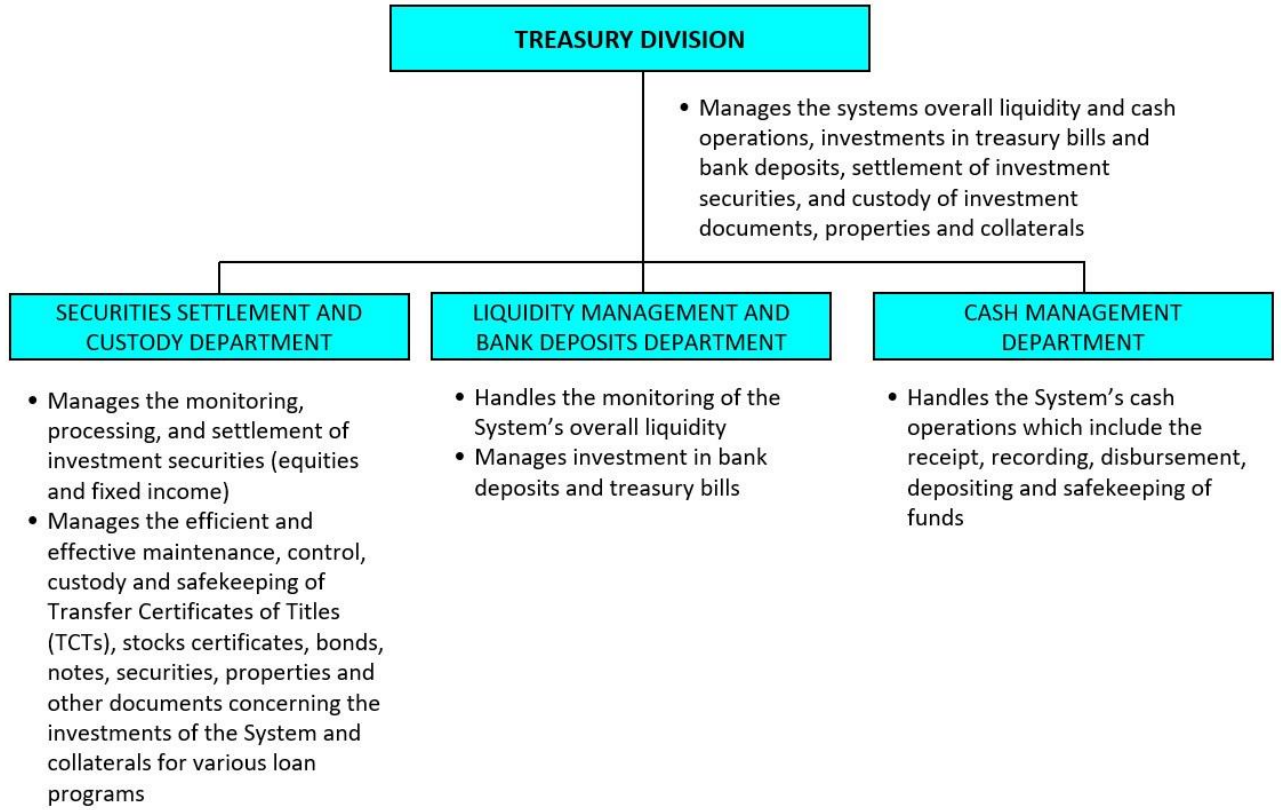 TREASURY DIVISION
• Manages the systems overall liquidity and cash
operations, investments in treasury bills and
bank deposits, settlement of investment
securities, and custody of investment
documents, properties and collaterals
SECURITIES SETTLEMENT AND
CUSTODY DEPARTMENT
• Manages the monitoring,
processing, and settlement of
investment securities (equities
and fixed income)
• Manages the efficient and
effective maintenance, control,
custody and safekeeping of
Transfer Certificates of Titles
(TCTs), stocks certificates, bonds,
notes, securities, properties and
other documents concerning the
investments of the System and
collaterals for various loan
programs
LIQUIDITY MANAGEMENT AND
BANK DEPOSITS DEPARTMENT
• Handles the monitoring of the
System’s overall liquidity
• Manages investment in bank
deposits and treasury bills
CASH MANAGEMENT
DEPARTMENT
• Handles the System’s cash
operations which include the
receipt, recording, disbursement,
depositing and safekeeping of
funds